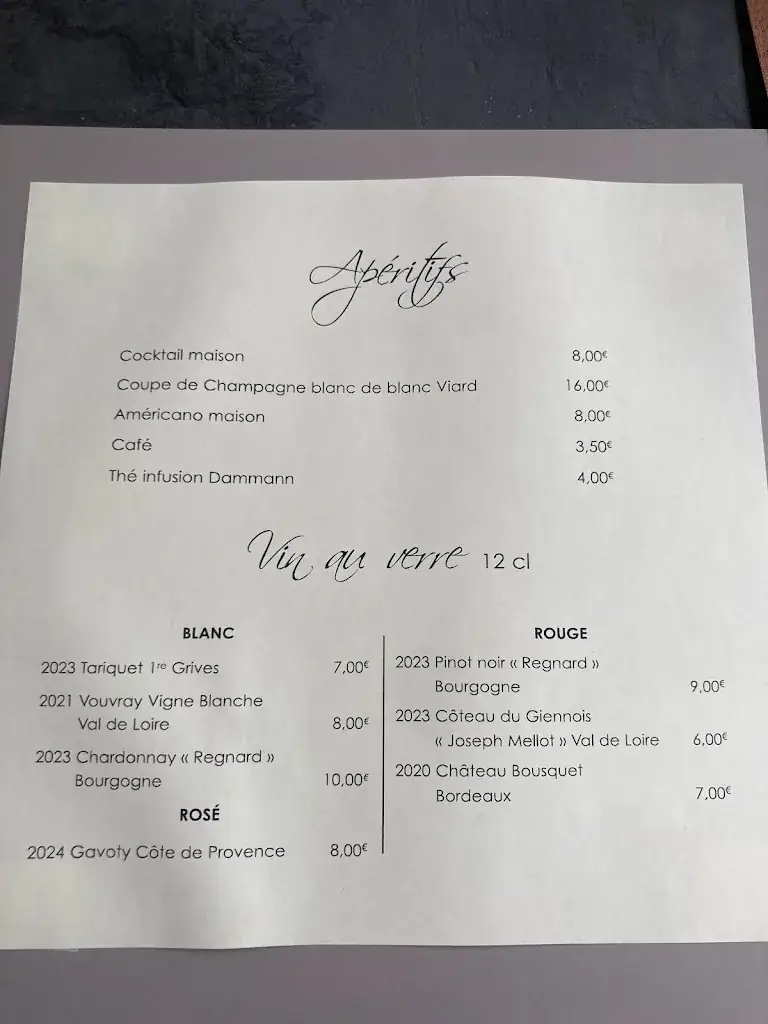 Apéritifs
Cocktail maison 8,00€
Coupe de Champagne blanc de blanc Viard 16,00€
Américano maison 8,00€
Café 3,50€
Thé infusion Dammann 4,00€
Vin au verre 12 cl
BLANC
2023 Tariquet 1re Grives 7,00€
2021 Vouvray Vigne Blanche
Val de Loire 8,00€
2023 Chardonnay « Regnard »
Bourgogne 10,00€
ROSÉ
2024 Gavoty Côte de Provence 8,00€
ROUGE
2023 Pinot noir « Regnard »
Bourgogne 9,00€
2023 Côteau du Giennois
« Joseph Mellot » Val de Loire 6,00€
2020 Château Bousquet
Bordeaux 7,00€